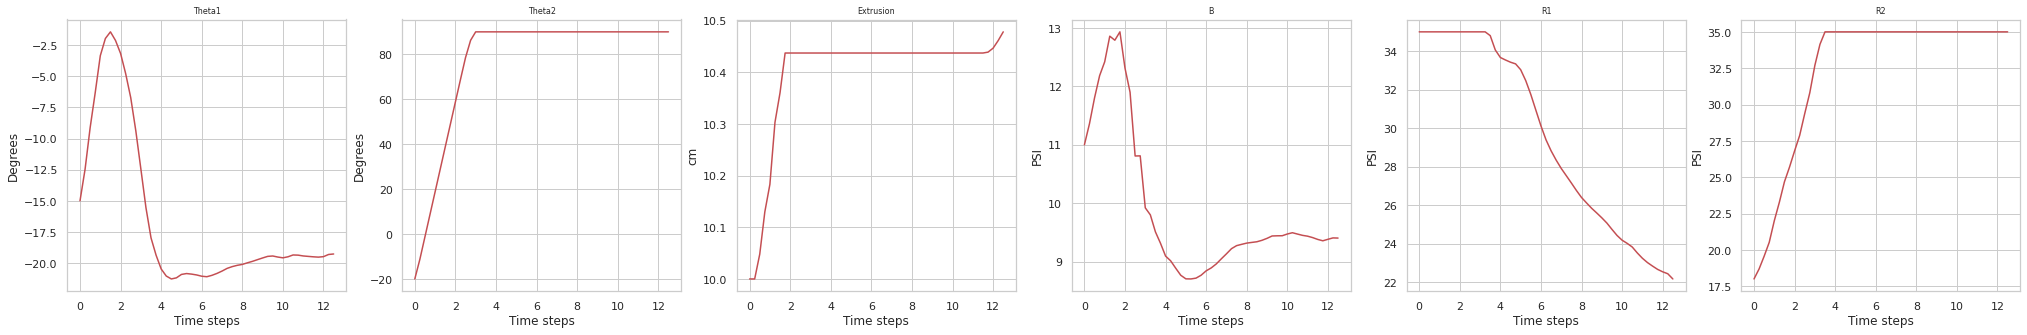 Theta1
Degrees
−2.5
−5.0
−7.5
−10.0
−12.5
−15.0
−17.5
−20.0
0 2 4 6 8 10 12
Time steps
Theta2
Degrees
80
60
40
20
0
−20
0 2 4 6 8 10 12
Time steps
Extrusion
cm
10.5
10.4
10.3
10.2
10.1
10.0
0 2 4 6 8 10 12
Time steps
B
PSI
13
12
11
10
9
0 2 4 6 8 10 12
Time steps
R1
PSI
34
32
30
28
26
24
22
0 2 4 6 8 10 12
Time steps
R2
PSI
35.0
32.5
30.0
27.5
25.0
22.5
20.0
17.5
0 2 4 6 8 10 12
Time steps